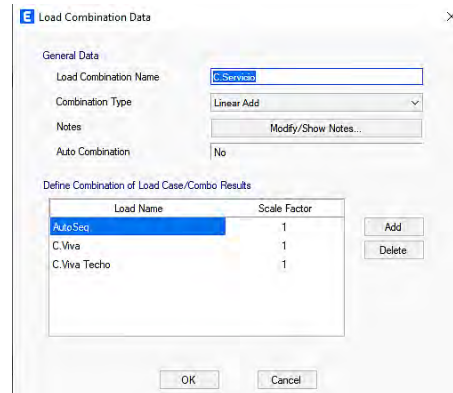 E Load Combination Data
General Data
Load Combination Name C.Servicio
Combination Type Linear Add
Notes Modify/Show Notes...
Auto Combination No
Define Combination of Load Case/Combo Results
Load Name Scale Factor
AutoSeq 1 Add
C.Viva 1 Delete
C.Viva Techo 1
OK Cancel